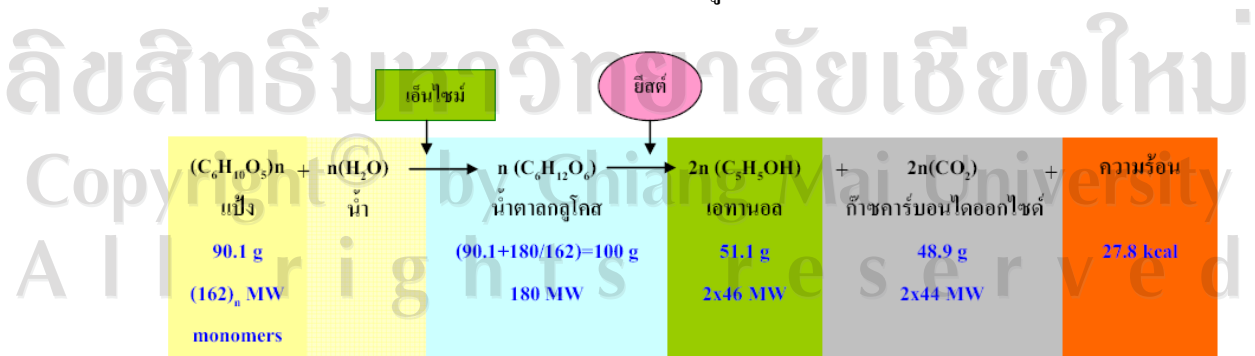 ลิขสิทธิ์มหาวิทยาลัยเชียงใหม่
Copyright© by Chiang Mai University
All rights reserved
เอ็นไซม์
ยีสต์
(C₆H₁₀O₅)n + n(H₂O) → n (C₆H₁₂O₆) → 2n (C₅H₅OH) + 2n(CO₂) + ความร้อน
แป้ง น้ำ น้ำตาลกลูโคส เอทานอล ก๊าซคาร์บอนไดออกไซด์
90.1 g (90.1+180/162)=100 g 51.1 g 48.9 g 27.8 kcal
(162)ₙ MW 180 MW 2x46 MW 2x44 MW
monomers